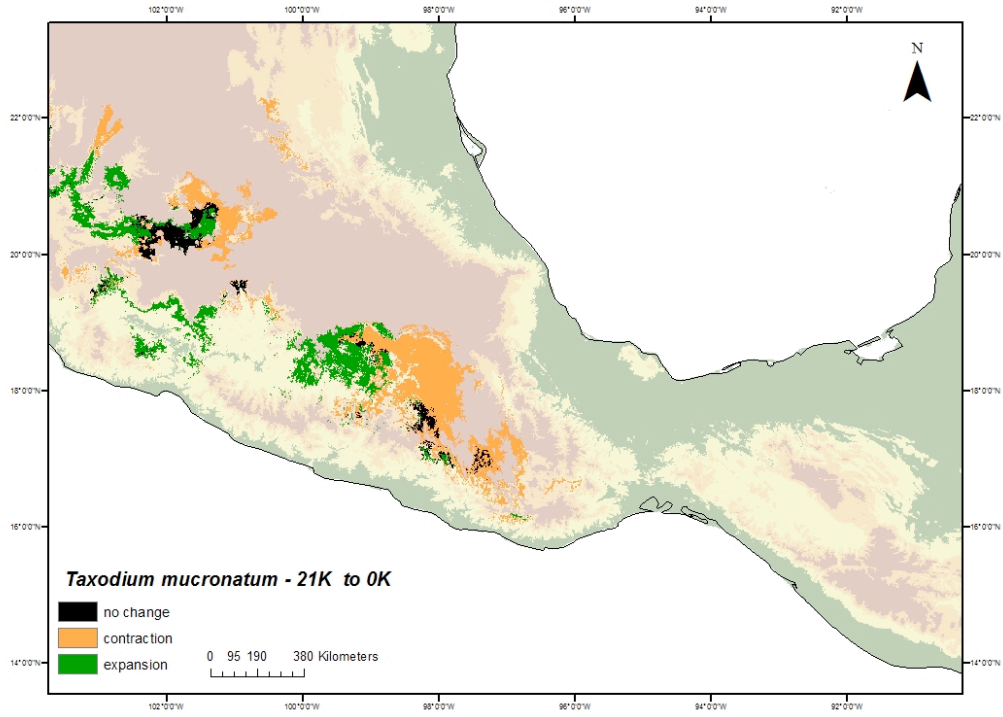 102°0'0"W 100°0'0"W 98°0'0"W 96°0'0"W 94°0'0"W 92°0'0"W
N
22°0'0"N 22°0'0"N
20°0'0"N 20°0'0"N
18°0'0"N 18°0'0"N
16°0'0"N 16°0'0"N
Taxodium mucronatum - 21K to 0K
no change
contraction
expansion
0 95 190 380 Kilometers
14°0'0"N 14°0'0"N
102°0'0"W 100°0'0"W 98°0'0"W 96°0'0"W 94°0'0"W 92°0'0"W